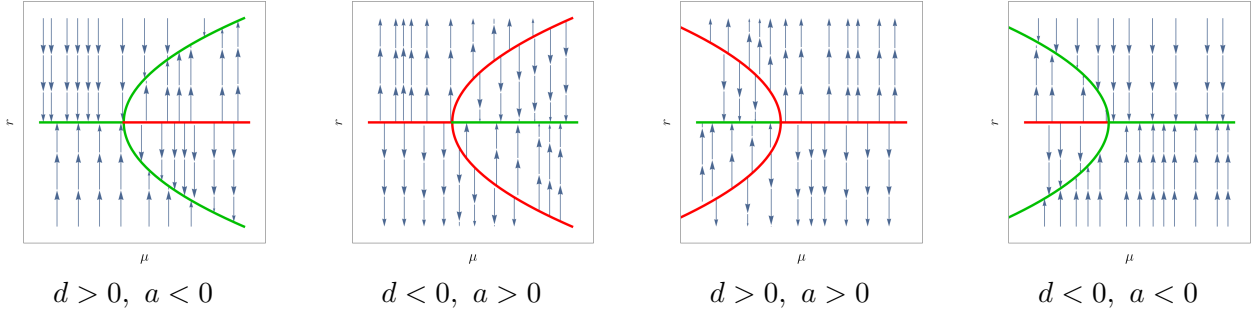 r r r r
μ μ μ μ
d > 0, a < 0 d < 0, a > 0 d > 0, a > 0 d < 0, a < 0